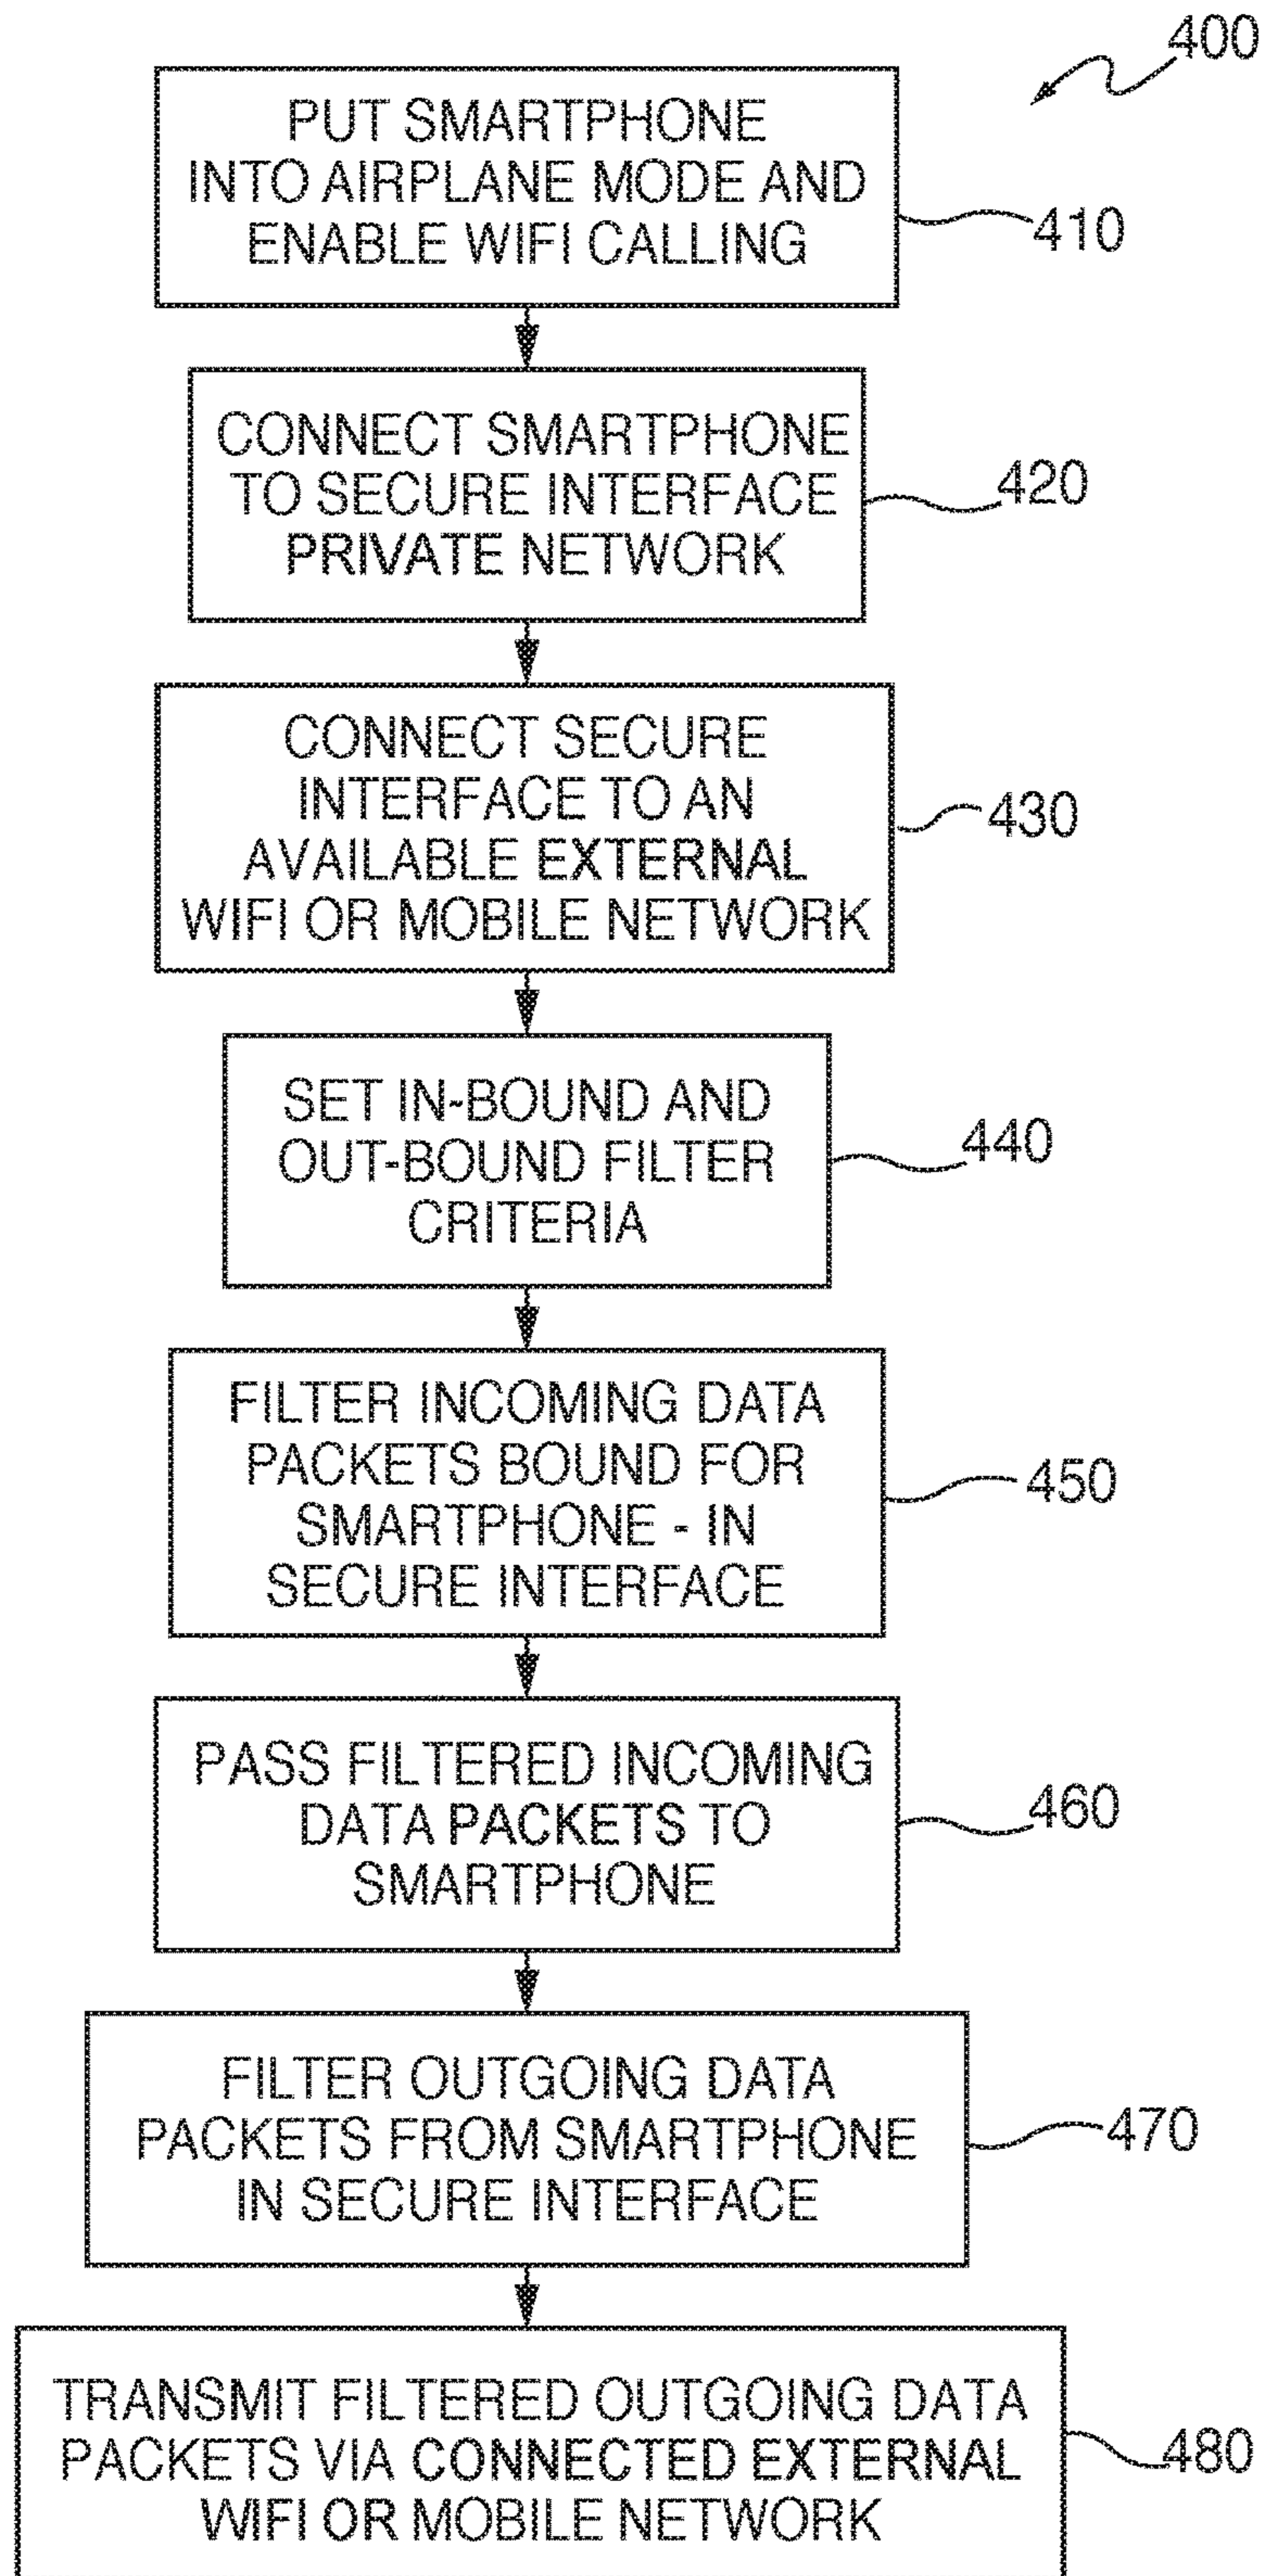 400
PUT SMARTPHONE
INTO AIRPLANE MODE AND
ENABLE WIFI CALLING
410
CONNECT SMARTPHONE
TO SECURE INTERFACE
PRIVATE NETWORK
420
CONNECT SECURE
INTERFACE TO AN
AVAILABLE EXTERNAL
WIFI OR MOBILE NETWORK
430
SET IN-BOUND AND
OUT-BOUND FILTER
CRITERIA
440
FILTER INCOMING DATA
PACKETS BOUND FOR
SMARTPHONE - IN
SECURE INTERFACE
450
PASS FILTERED INCOMING
DATA PACKETS TO
SMARTPHONE
460
FILTER OUTGOING DATA
PACKETS FROM SMARTPHONE
IN SECURE INTERFACE
470
TRANSMIT FILTERED OUTGOING DATA
PACKETS VIA CONNECTED EXTERNAL
WIFI OR MOBILE NETWORK
480